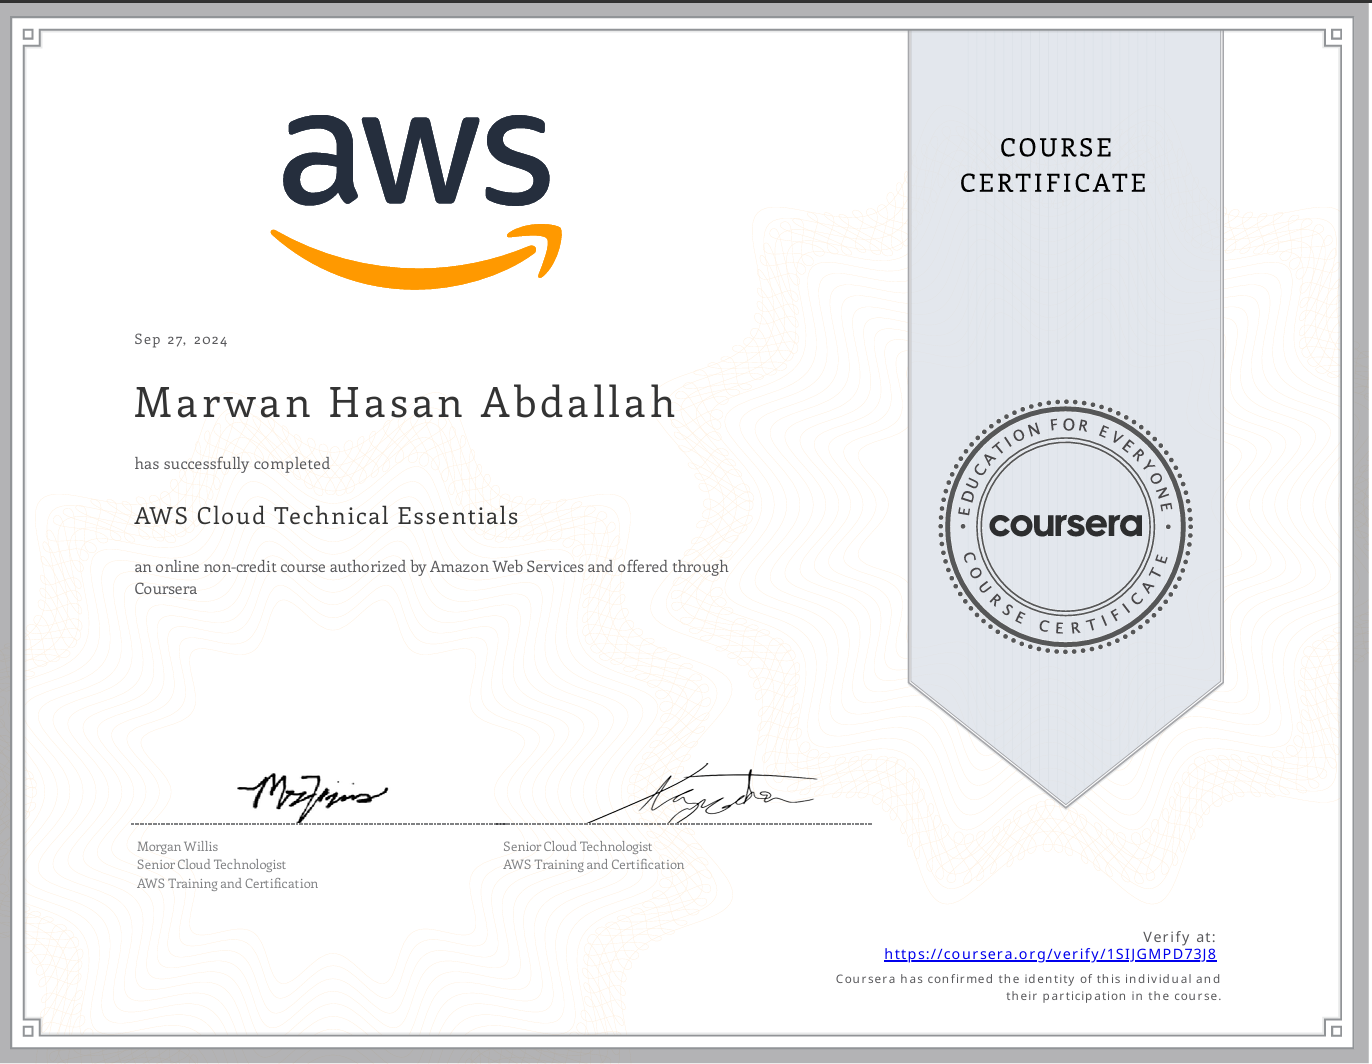 aws
COURSE
CERTIFICATE
Sep 27, 2024
Marwan Hasan Abdallah
has successfully completed
AWS Cloud Technical Essentials
an online non-credit course authorized by Amazon Web Services and offered through
Coursera
EDUCATION FOR EVERYONE
coursera
COURSE CERTIFICATE
Morgan Willis
Senior Cloud Technologist
AWS Training and Certification
Senior Cloud Technologist
AWS Training and Certification
Verify at:
https://coursera.org/verify/1SIJGMPD73J8
Coursera has confirmed the identity of this individual and
their participation in the course.